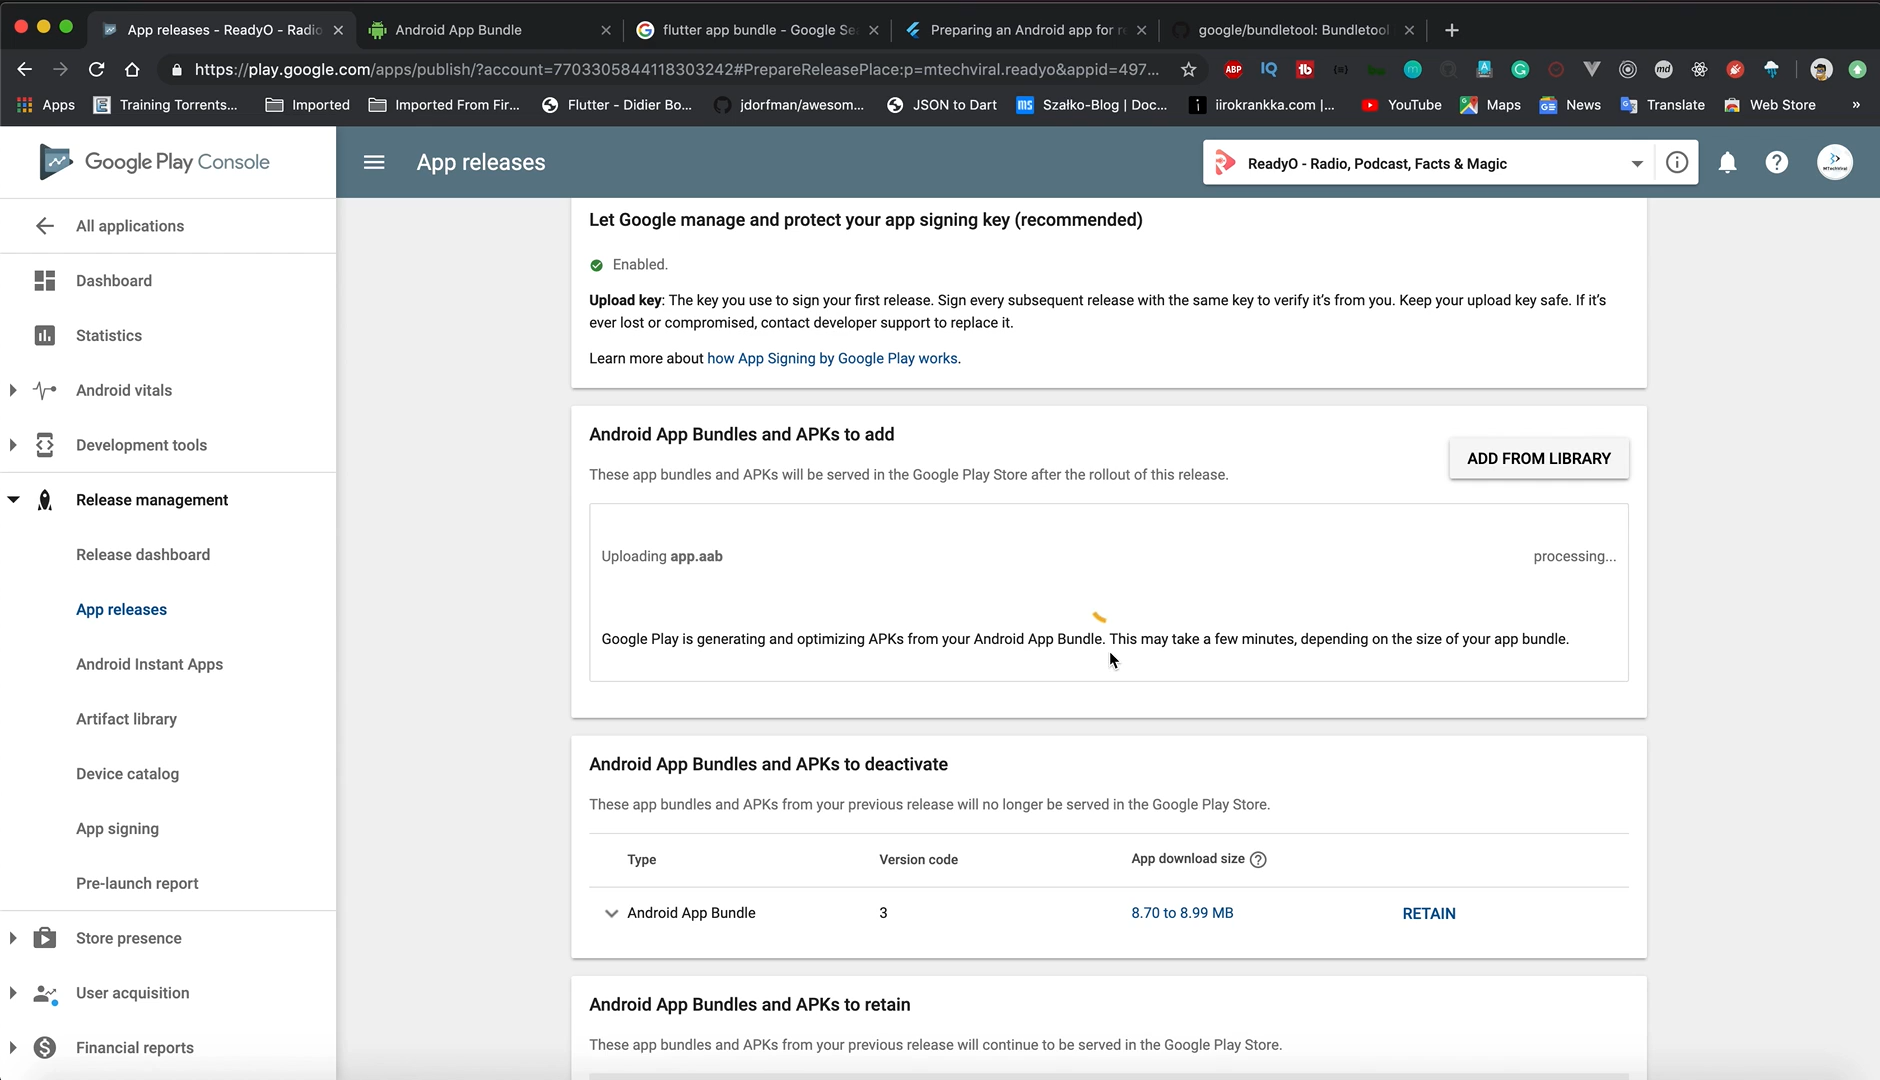 App releases - ReadyO - Radio
Android App Bundle
flutter app bundle - Google Se
Preparing an Android app for re
google/bundletool: Bundletool
https://play.google.com/apps/publish/?account=7703305844118303242#PrepareReleasePlace:p=mtechviral.readyo&appid=497...
ABP
IQ
tb
md
Apps
Training Torrents...
Imported
Imported From Fir...
Flutter - Didier Bo...
jdorfman/awesom...
JSON to Dart
ms
Szałko-Blog | Doc...
iirokrankka.com |...
YouTube
Maps
News
Translate
Web Store
»
Google Play Console
App releases
ReadyO - Radio, Podcast, Facts & Magic
All applications
Dashboard
Statistics
Android vitals
Development tools
Release management
Release dashboard
App releases
Android Instant Apps
Artifact library
Device catalog
App signing
Pre-launch report
Store presence
User acquisition
Financial reports
Let Google manage and protect your app signing key (recommended)
Enabled.
Upload key: The key you use to sign your first release. Sign every subsequent release with the same key to verify it's from you. Keep your upload key safe. If it's
ever lost or compromised, contact developer support to replace it.
Learn more about how App Signing by Google Play works.
Android App Bundles and APKs to add
ADD FROM LIBRARY
These app bundles and APKs will be served in the Google Play Store after the rollout of this release.
Uploading app.aab
processing...
Google Play is generating and optimizing APKs from your Android App Bundle. This may take a few minutes, depending on the size of your app bundle.
Android App Bundles and APKs to deactivate
These app bundles and APKs from your previous release will no longer be served in the Google Play Store.
Type
Version code
App download size
Android App Bundle
3
8.70 to 8.99 MB
RETAIN
Android App Bundles and APKs to retain
These app bundles and APKs from your previous release will continue to be served in the Google Play Store.